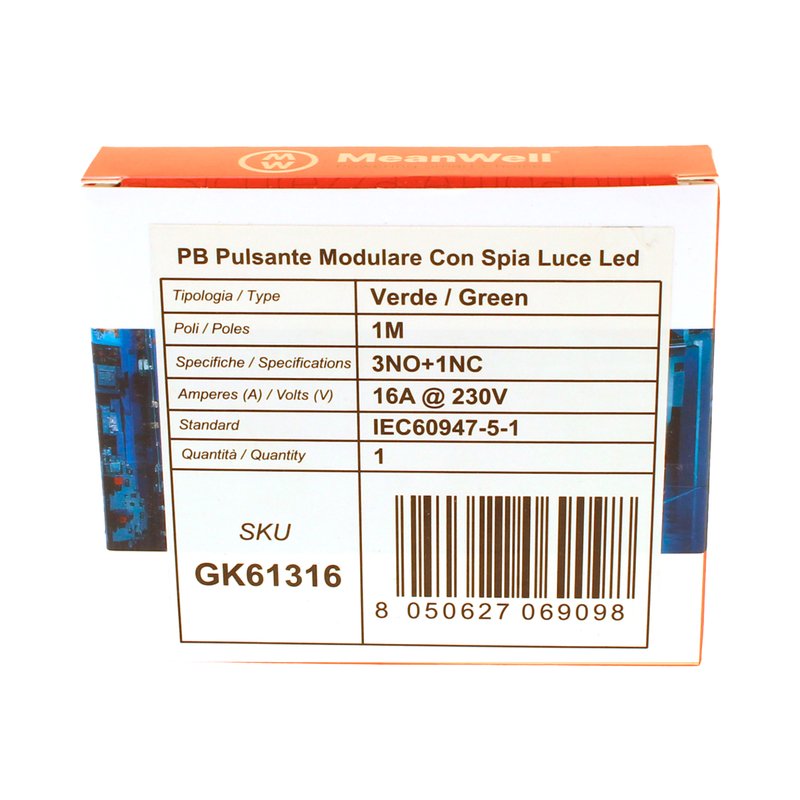 MW MeanWell
PB Pulsante Modulare Con Spia Luce Led
Tipologia / Type Verde / Green
Poli / Poles 1M
Specifiche / Specifications 3NO+1NC
Amperes (A) / Volts (V) 16A @ 230V
Standard IEC60947-5-1
Quantità / Quantity 1
SKU
GK61316
8 050627 069098